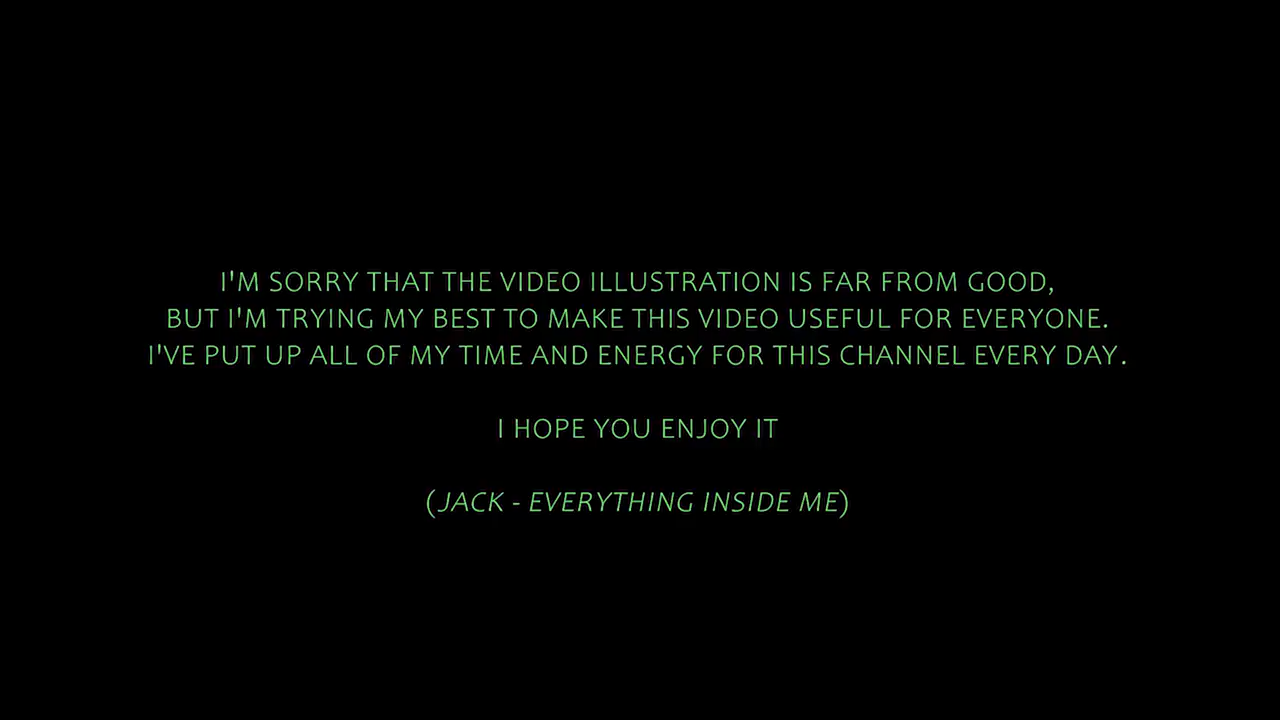 I'M SORRY THAT THE VIDEO ILLUSTRATION IS FAR FROM GOOD,
BUT I'M TRYING MY BEST TO MAKE THIS VIDEO USEFUL FOR EVERYONE.
I'VE PUT UP ALL OF MY TIME AND ENERGY FOR THIS CHANNEL EVERY DAY.
I HOPE YOU ENJOY IT
(JACK - EVERYTHING INSIDE ME)